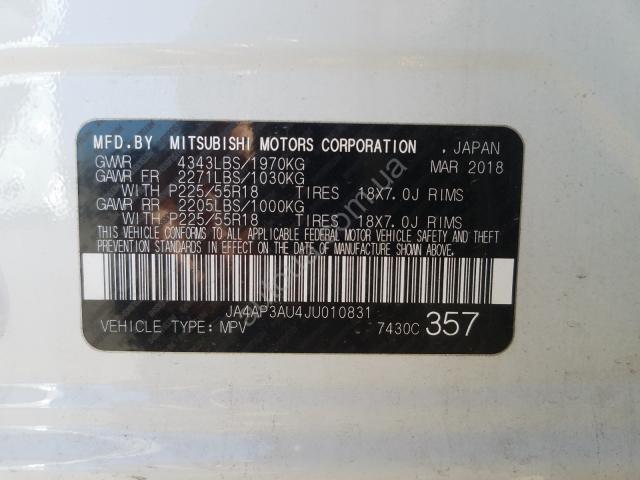 MFD.BY MITSUBISHI MOTORS CORPORATION , JAPAN
GVWR 4343LBS/1970KG MAR 2018
GAWR FR 2271LBS/1030KG
WITH P225/55R18 TIRES 18X7.0J RIMS
GAWR RR 2205LBS/1000KG
WITH P225/55R18 TIRES 18X7.0J RIMS
THIS VEHICLE CONFORMS TO ALL APPLICABLE FEDERAL MOTOR VEHICLE SAFETY AND THEFT
PREVENTION STANDARDS IN EFFECT ON THE DATE OF MANUFACTURE SHOWN ABOVE.
JA4AP3AU4JU010831
VEHICLE TYPE: MPV 7430C 357